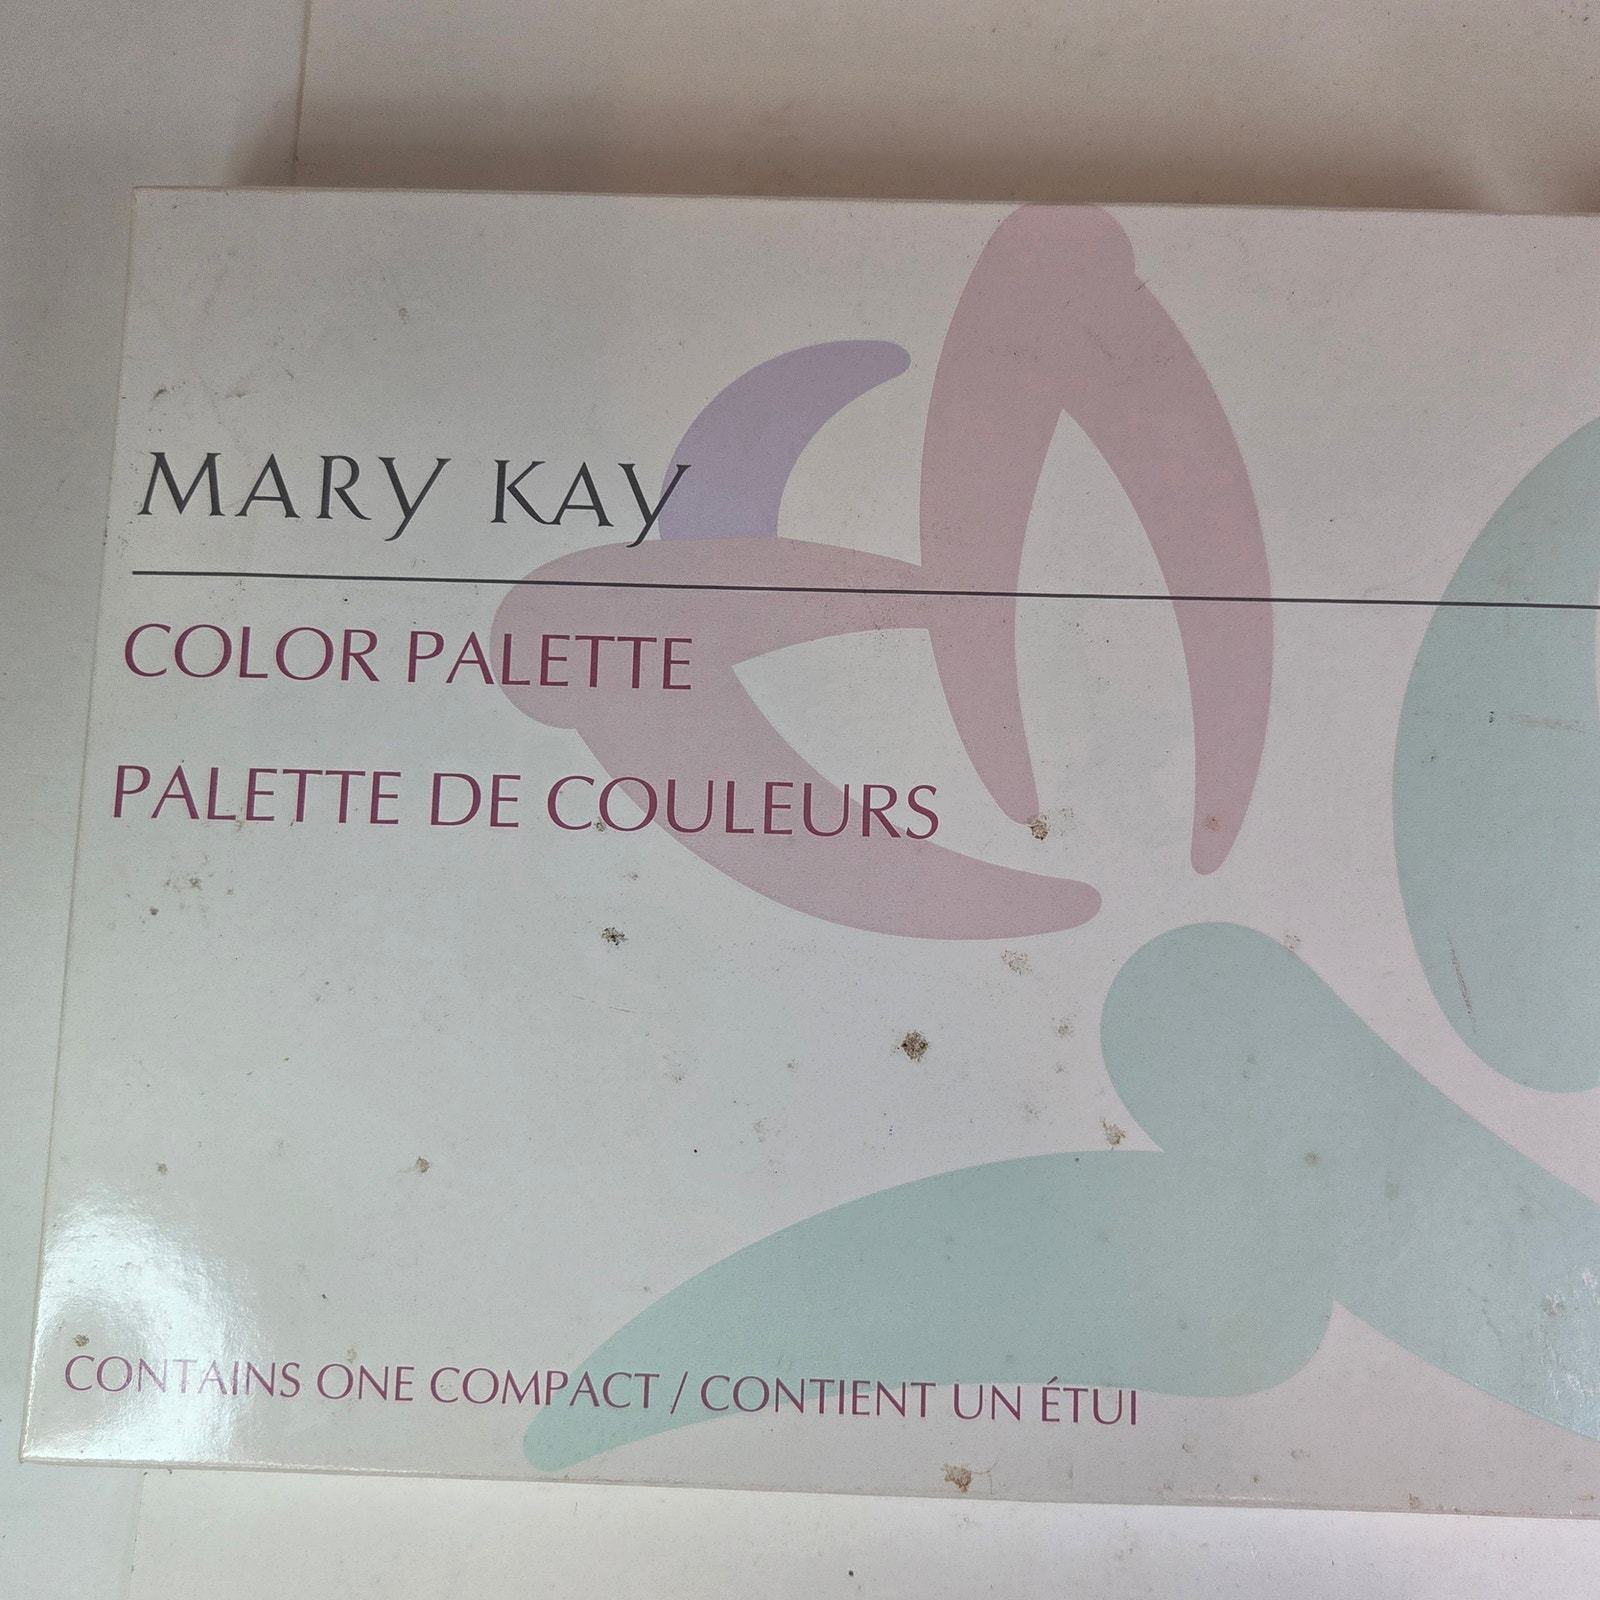 MARY KAY
COLOR PALETTE
PALETTE DE COULEURS
CONTAINS ONE COMPACT / CONTIENT UN ÉTUI